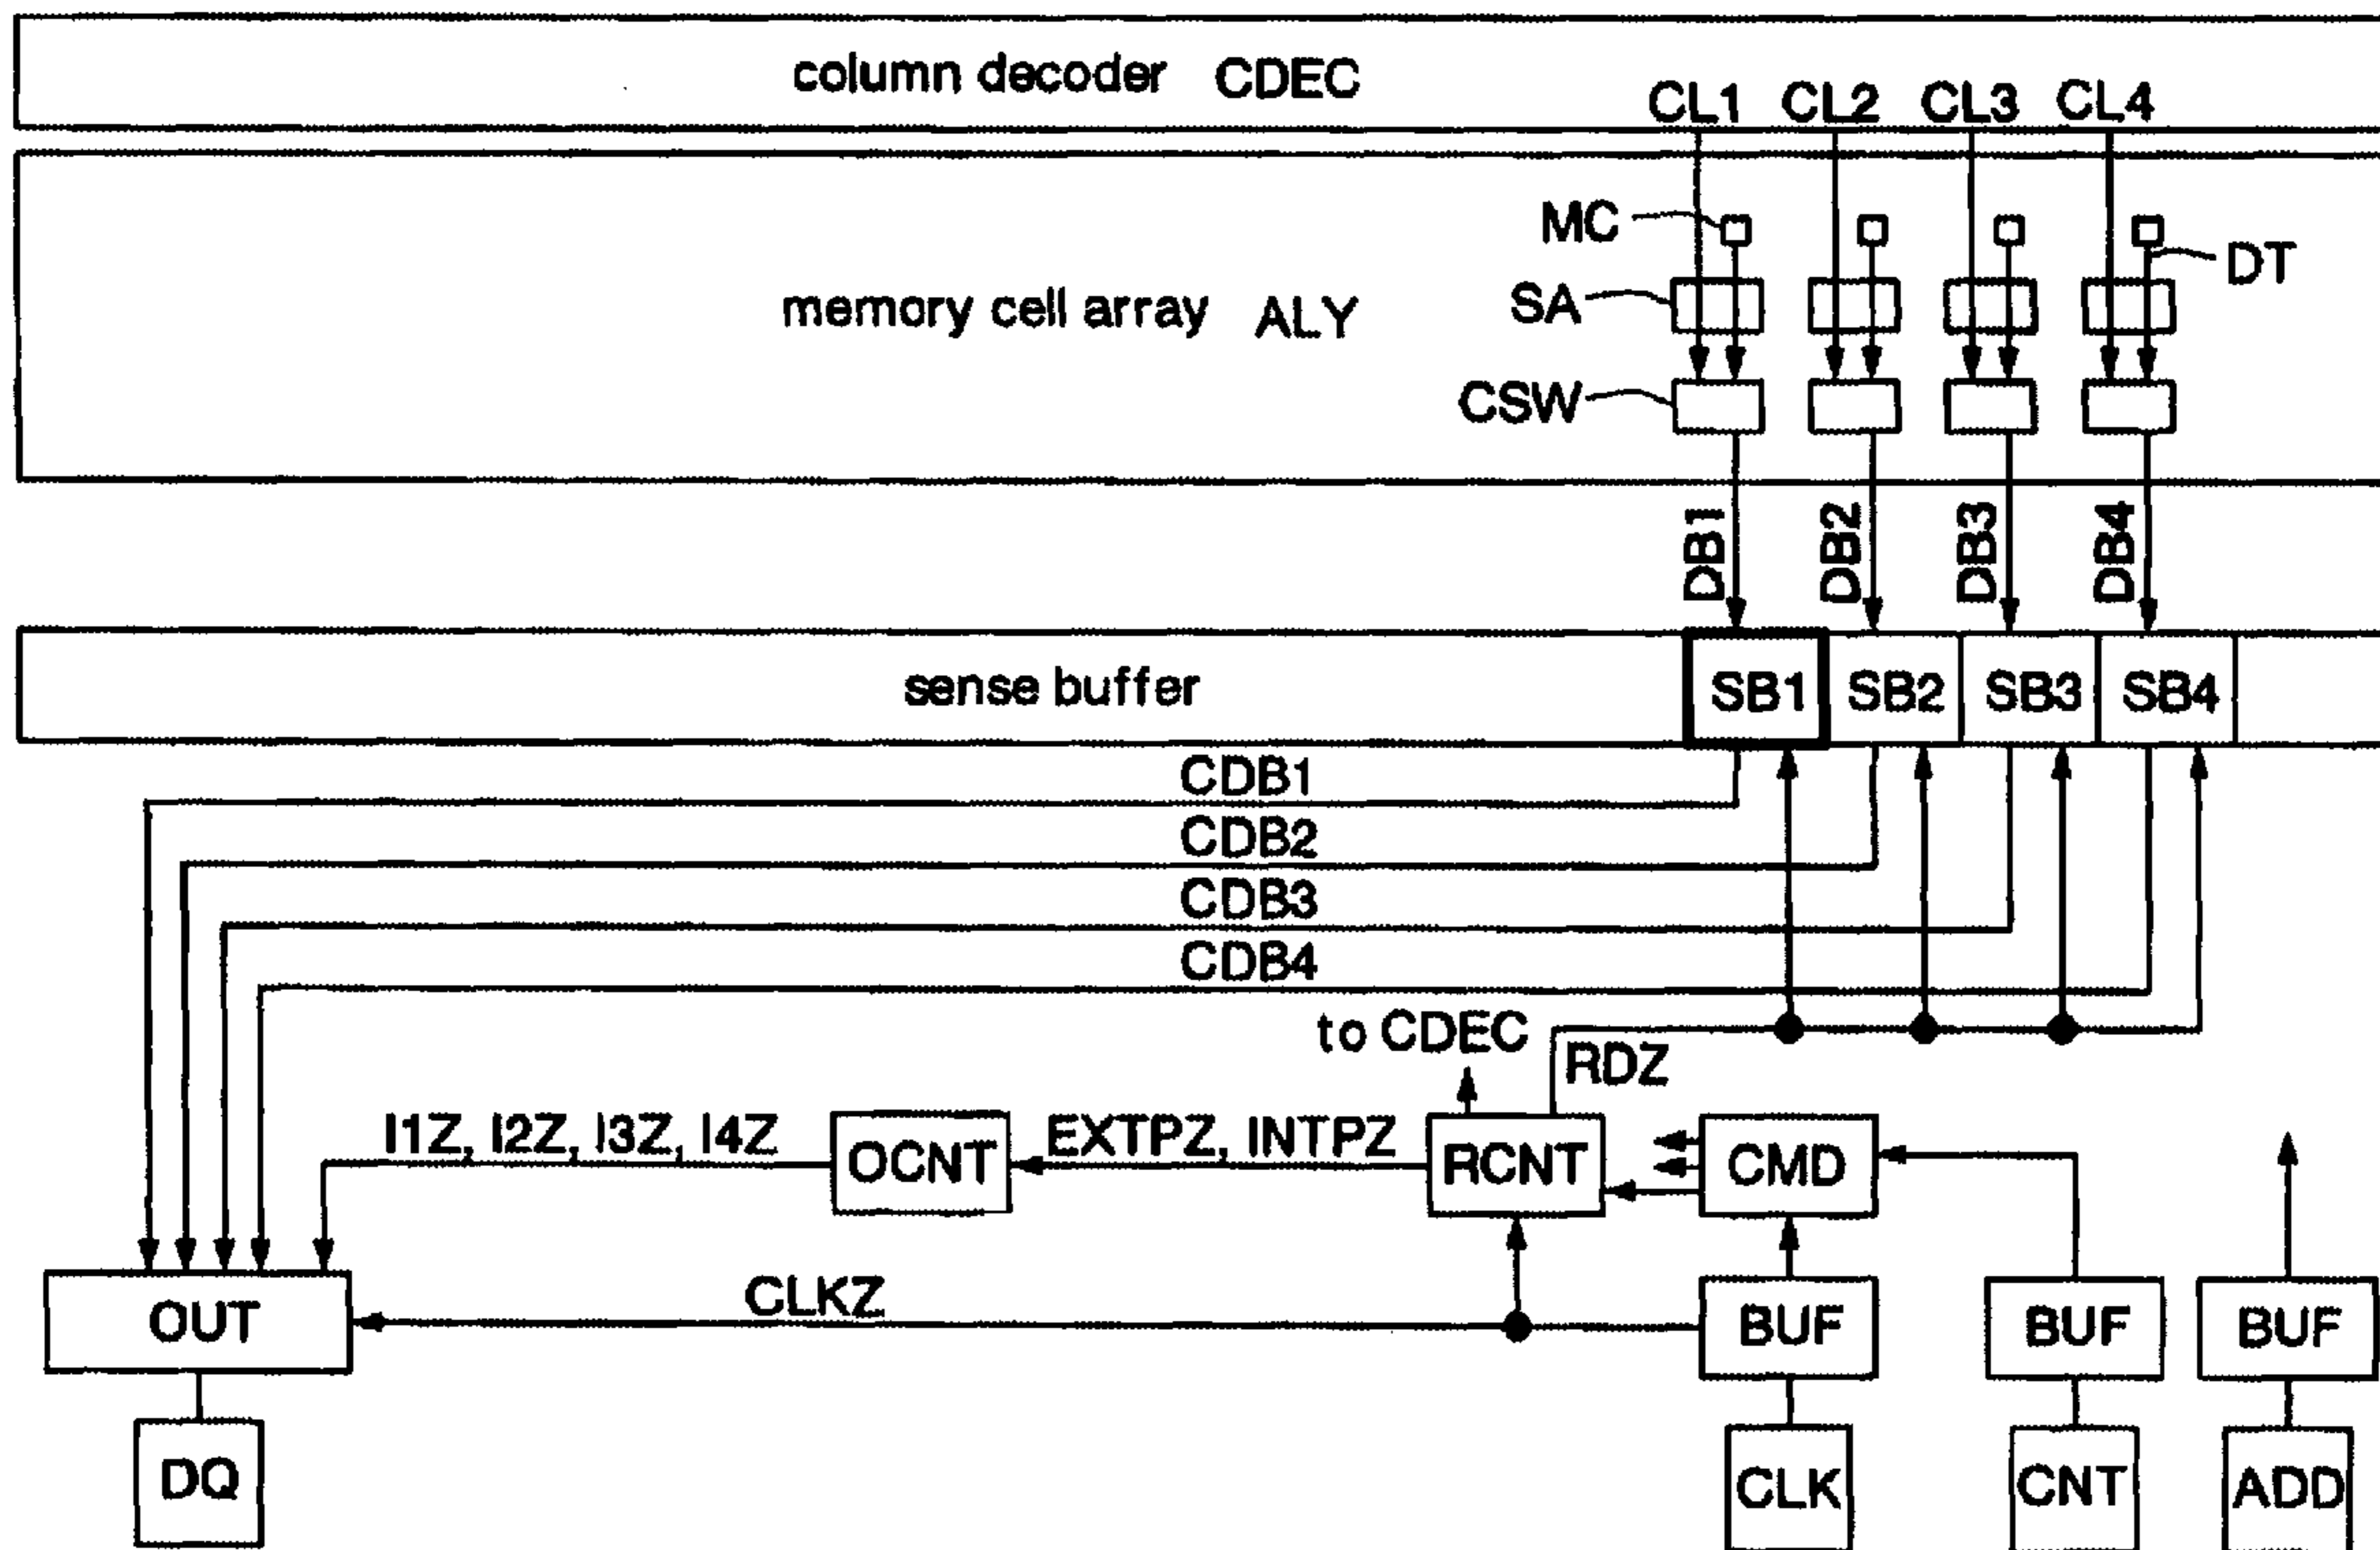 column decoder CDEC
CL1 CL2 CL3 CL4
MC
DT
SA
memory cell array ALY
CSW
DB1 DB2 DB3 DB4
sense buffer SB1 SB2 SB3 SB4
CDB1
CDB2
CDB3
CDB4
to CDEC
RDZ
I1Z, I2Z, I3Z, I4Z OCNT EXTPZ, INTPZ RCNT CMD
CLKZ
OUT BUF BUF BUF
DQ CLK CNT ADD